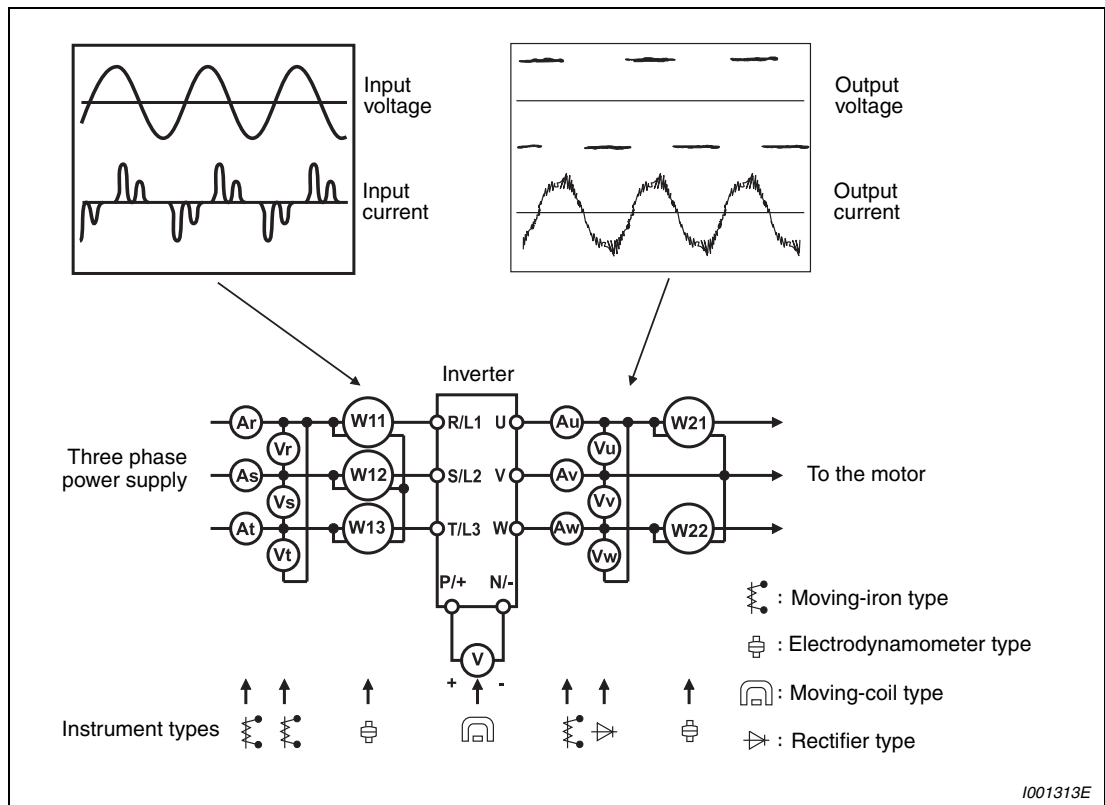 Input
voltage
Input
current
Output
voltage
Output
current
Inverter
Three phase
power supply
Ar
Vr
As
Vs
At
Vt
W11
W12
W13
R/L1
U
S/L2
V
T/L3
W
P/+
N/-
V
+
-
Au
Vu
Av
Vv
Aw
Vw
W21
W22
To the motor
: Moving-iron type
: Electrodynamometer type
: Moving-coil type
: Rectifier type
Instrument types
I001313E